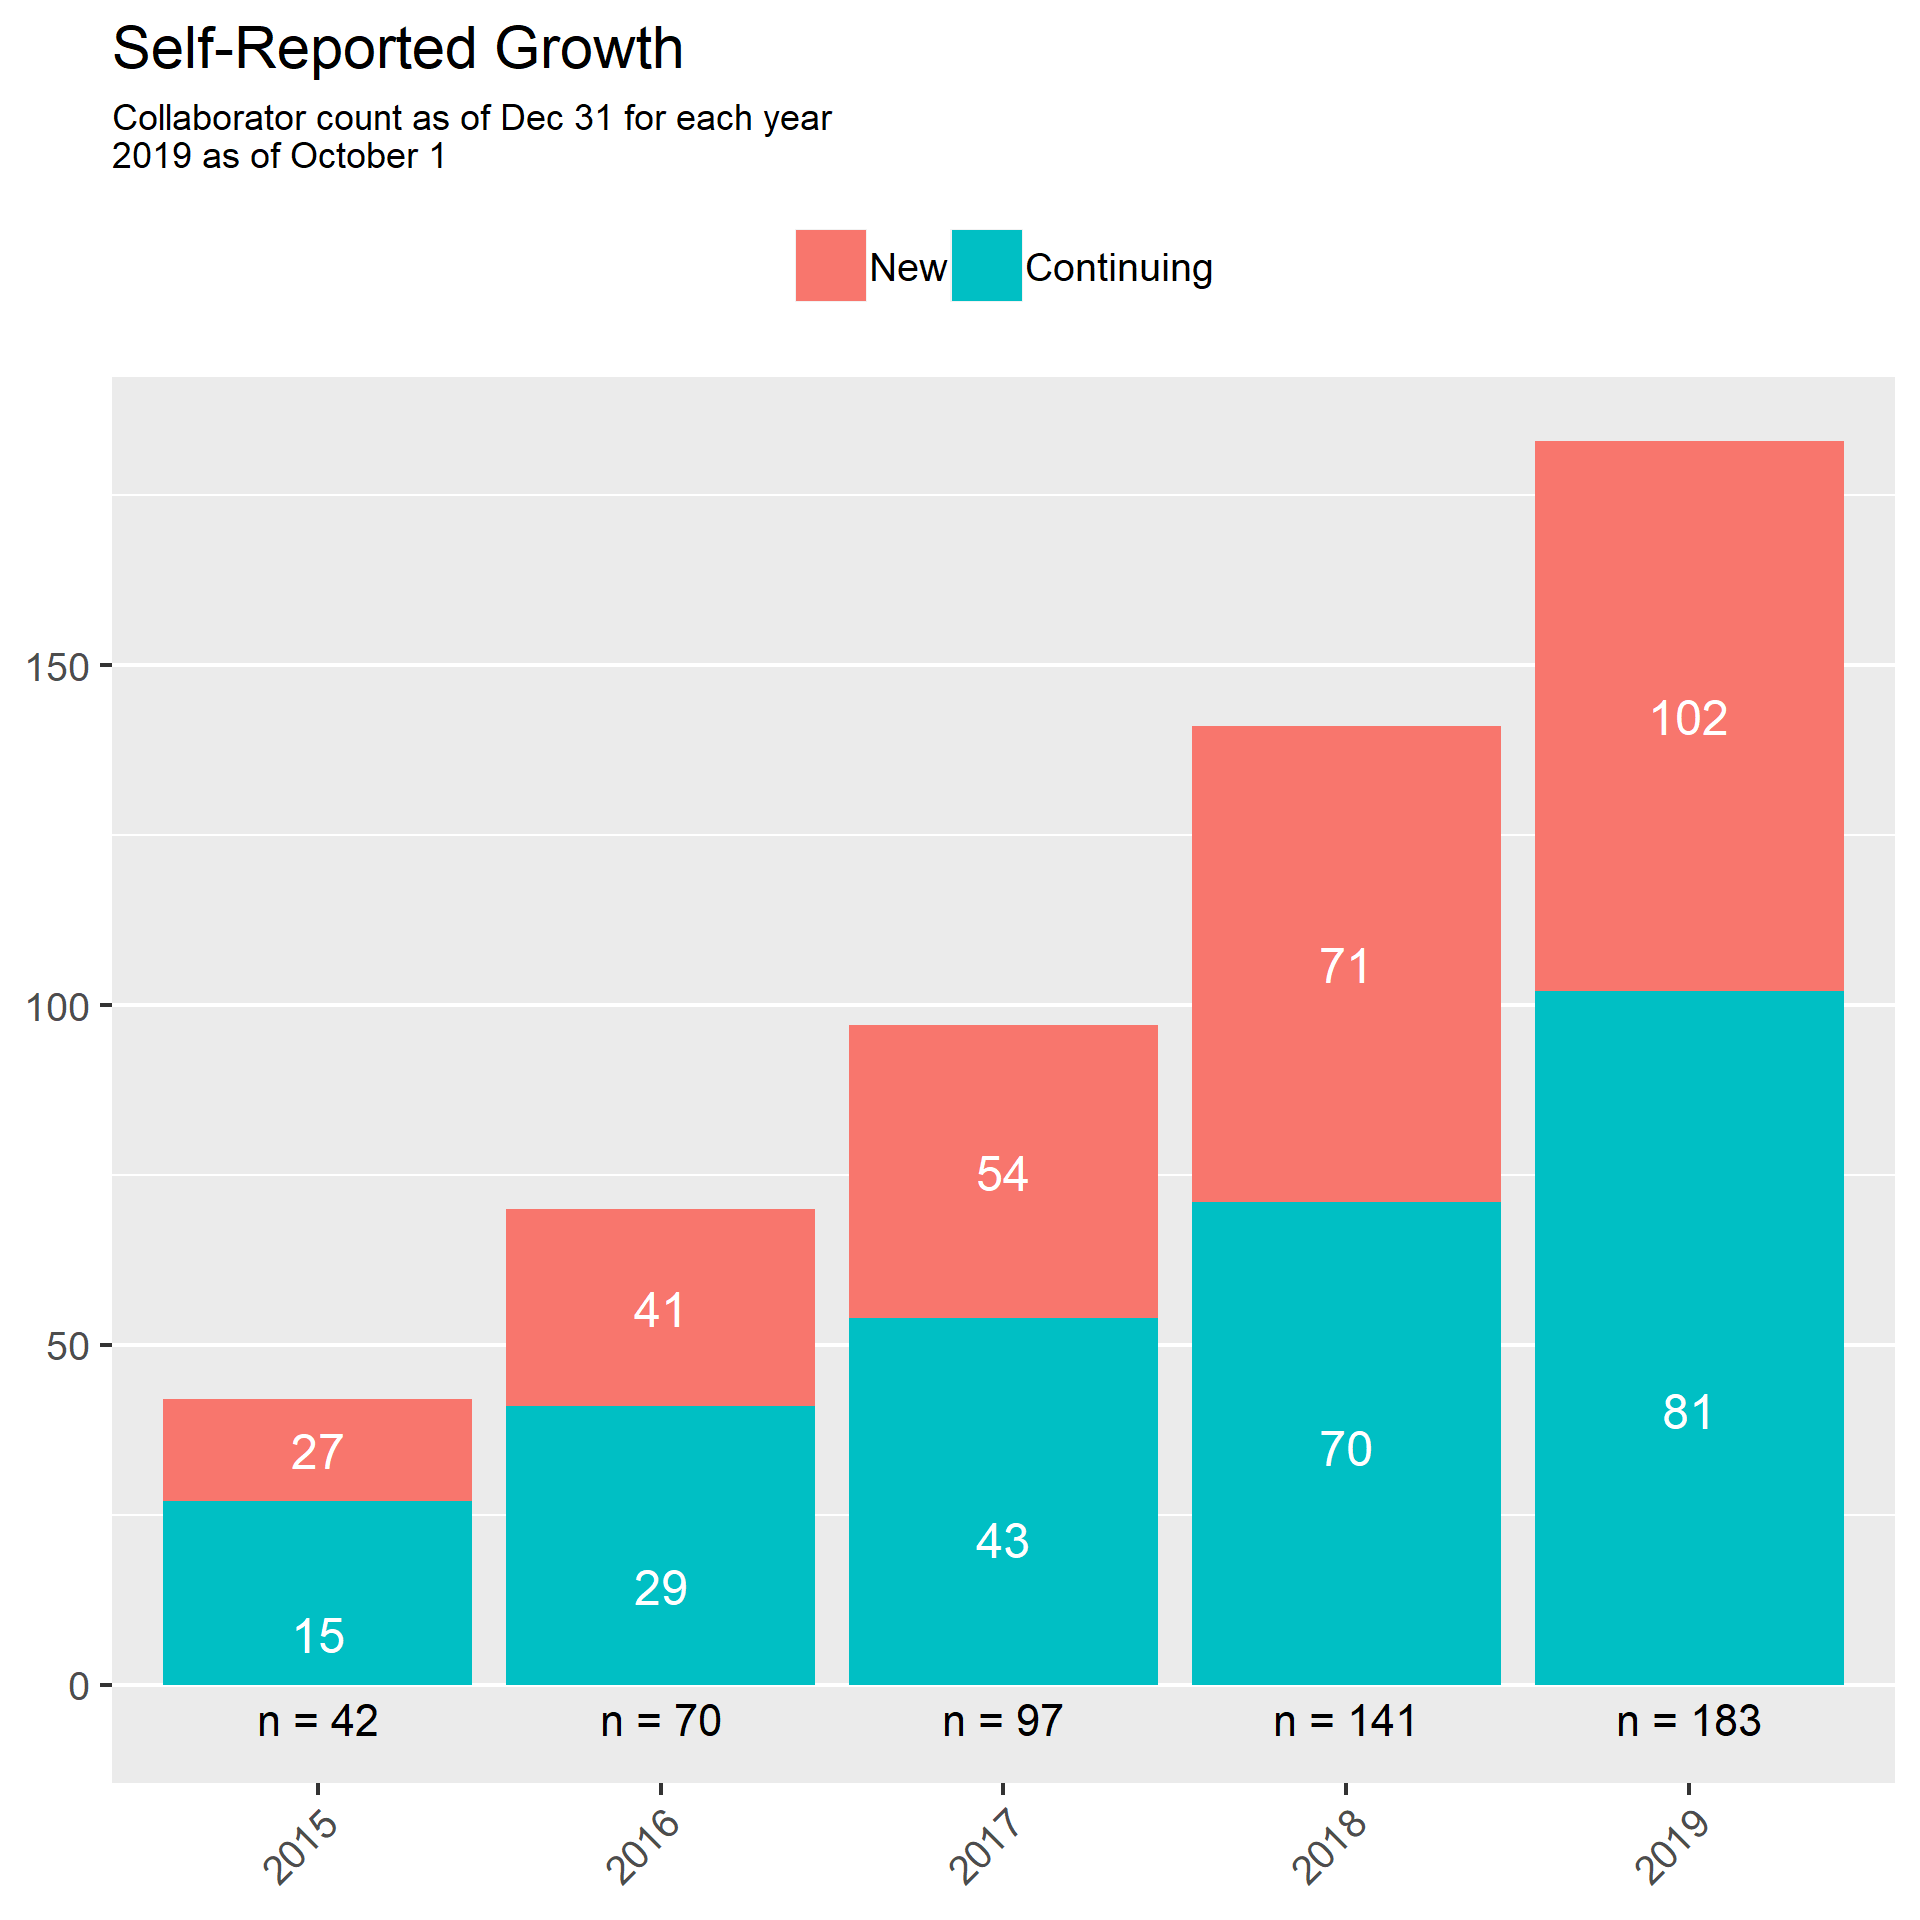 Self-Reported Growth
Collaborator count as of Dec 31 for each year
2019 as of October 1
New Continuing
150
100
50
0
102
71
54
41
27
81
70
43
29
15
n = 42 n = 70 n = 97 n = 141 n = 183
2015 2016 2017 2018 2019